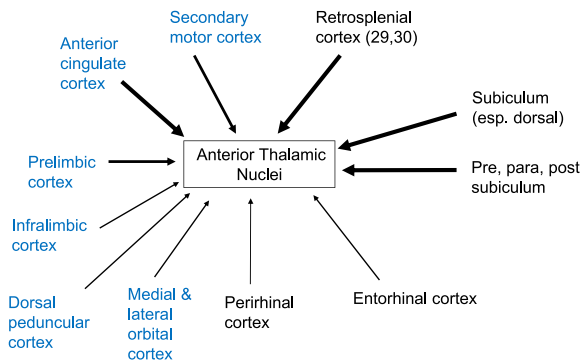 Secondary
motor cortex
Retrosplenial
cortex (29,30)
Anterior
cingulate
cortex
Subiculum
(esp. dorsal)
Anterior Thalamic
Nuclei
Prelimbic
cortex
Pre, para, post
subiculum
Infralimbic
cortex
Dorsal
peduncular
cortex
Medial &
lateral
orbital
cortex
Perirhinal
cortex
Entorhinal cortex